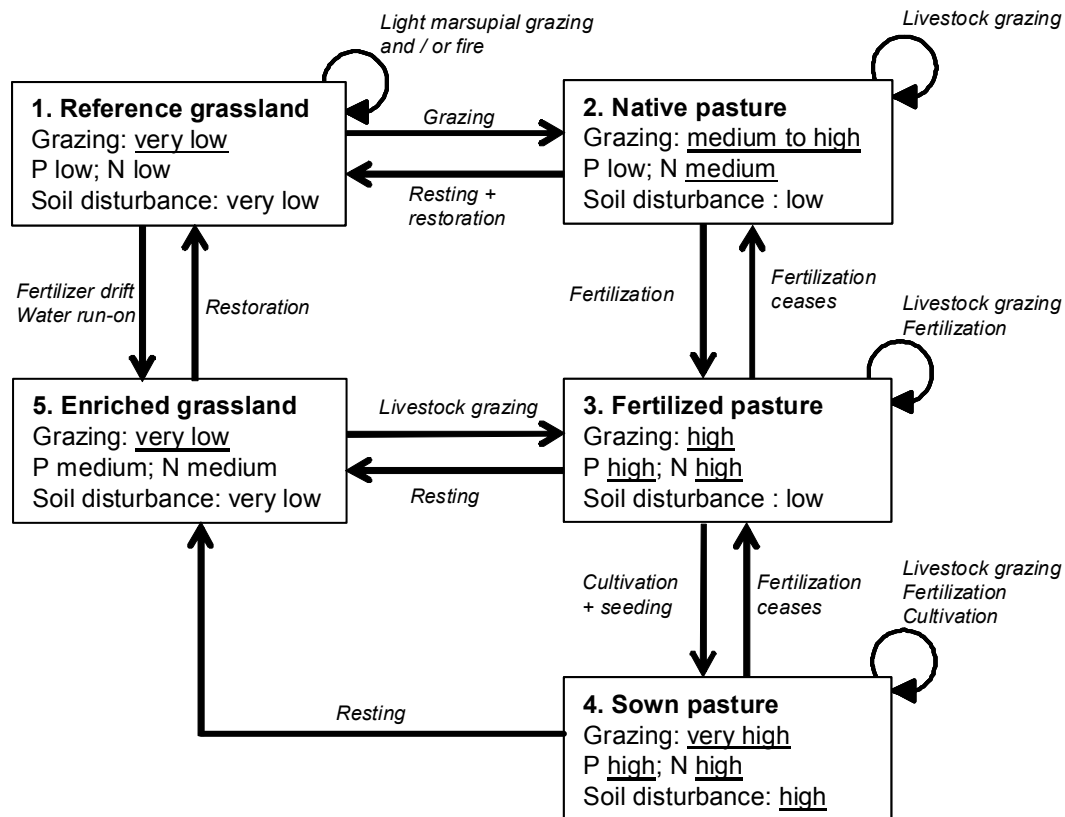 Light marsupial grazing
and / or fire
Livestock grazing
1. Reference grassland
Grazing: very low
P low; N low
Soil disturbance: very low
Grazing
Resting +
restoration
2. Native pasture
Grazing: medium to high
P low; N medium
Soil disturbance : low
Fertilizer drift
Water run-on
Restoration
Fertilization
Fertilization
ceases
Livestock grazing
Fertilization
5. Enriched grassland
Grazing: very low
P medium; N medium
Soil disturbance: very low
Livestock grazing
Resting
3. Fertilized pasture
Grazing: high
P high; N high
Soil disturbance : low
Cultivation
+ seeding
Fertilization
ceases
Livestock grazing
Fertilization
Cultivation
Resting
4. Sown pasture
Grazing: very high
P high; N high
Soil disturbance: high